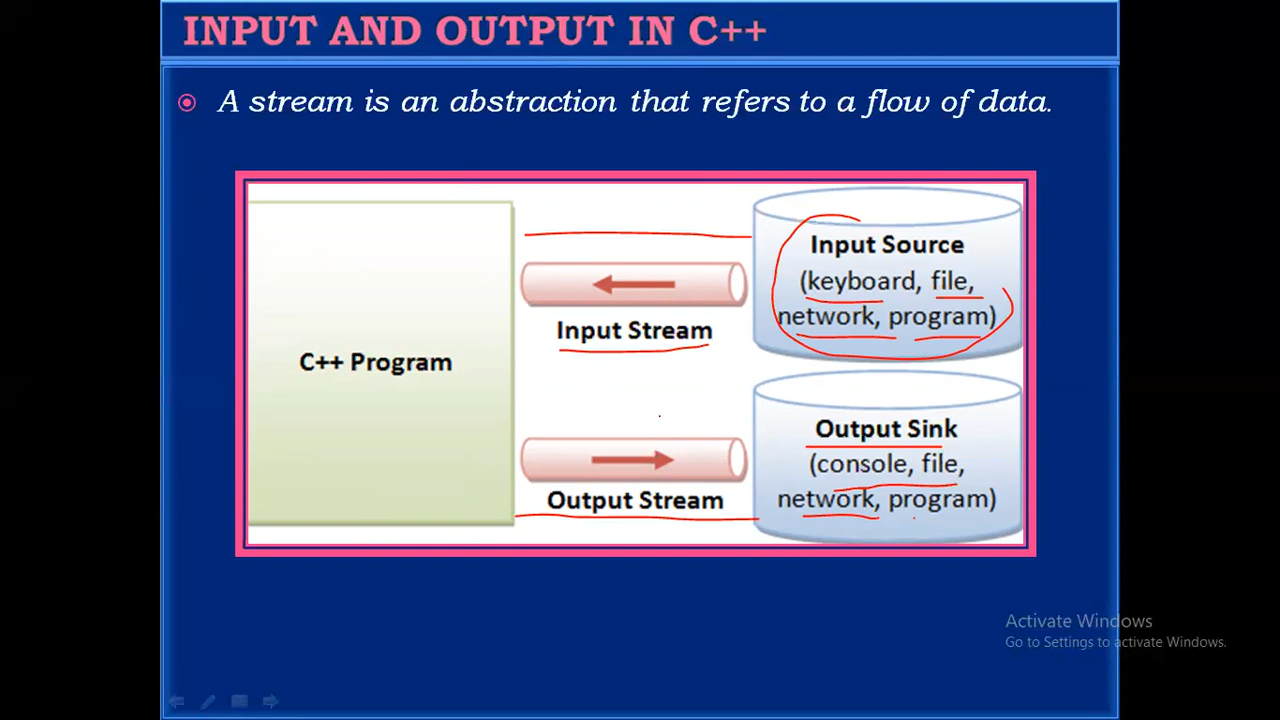 INPUT AND OUTPUT IN C++
A stream is an abstraction that refers to a flow of data.
C++ Program
Input Stream
Input Source
(keyboard, file,
network, program)
Output Stream
Output Sink
(console, file,
network, program)
Activate Windows
Go to Settings to activate Windows.